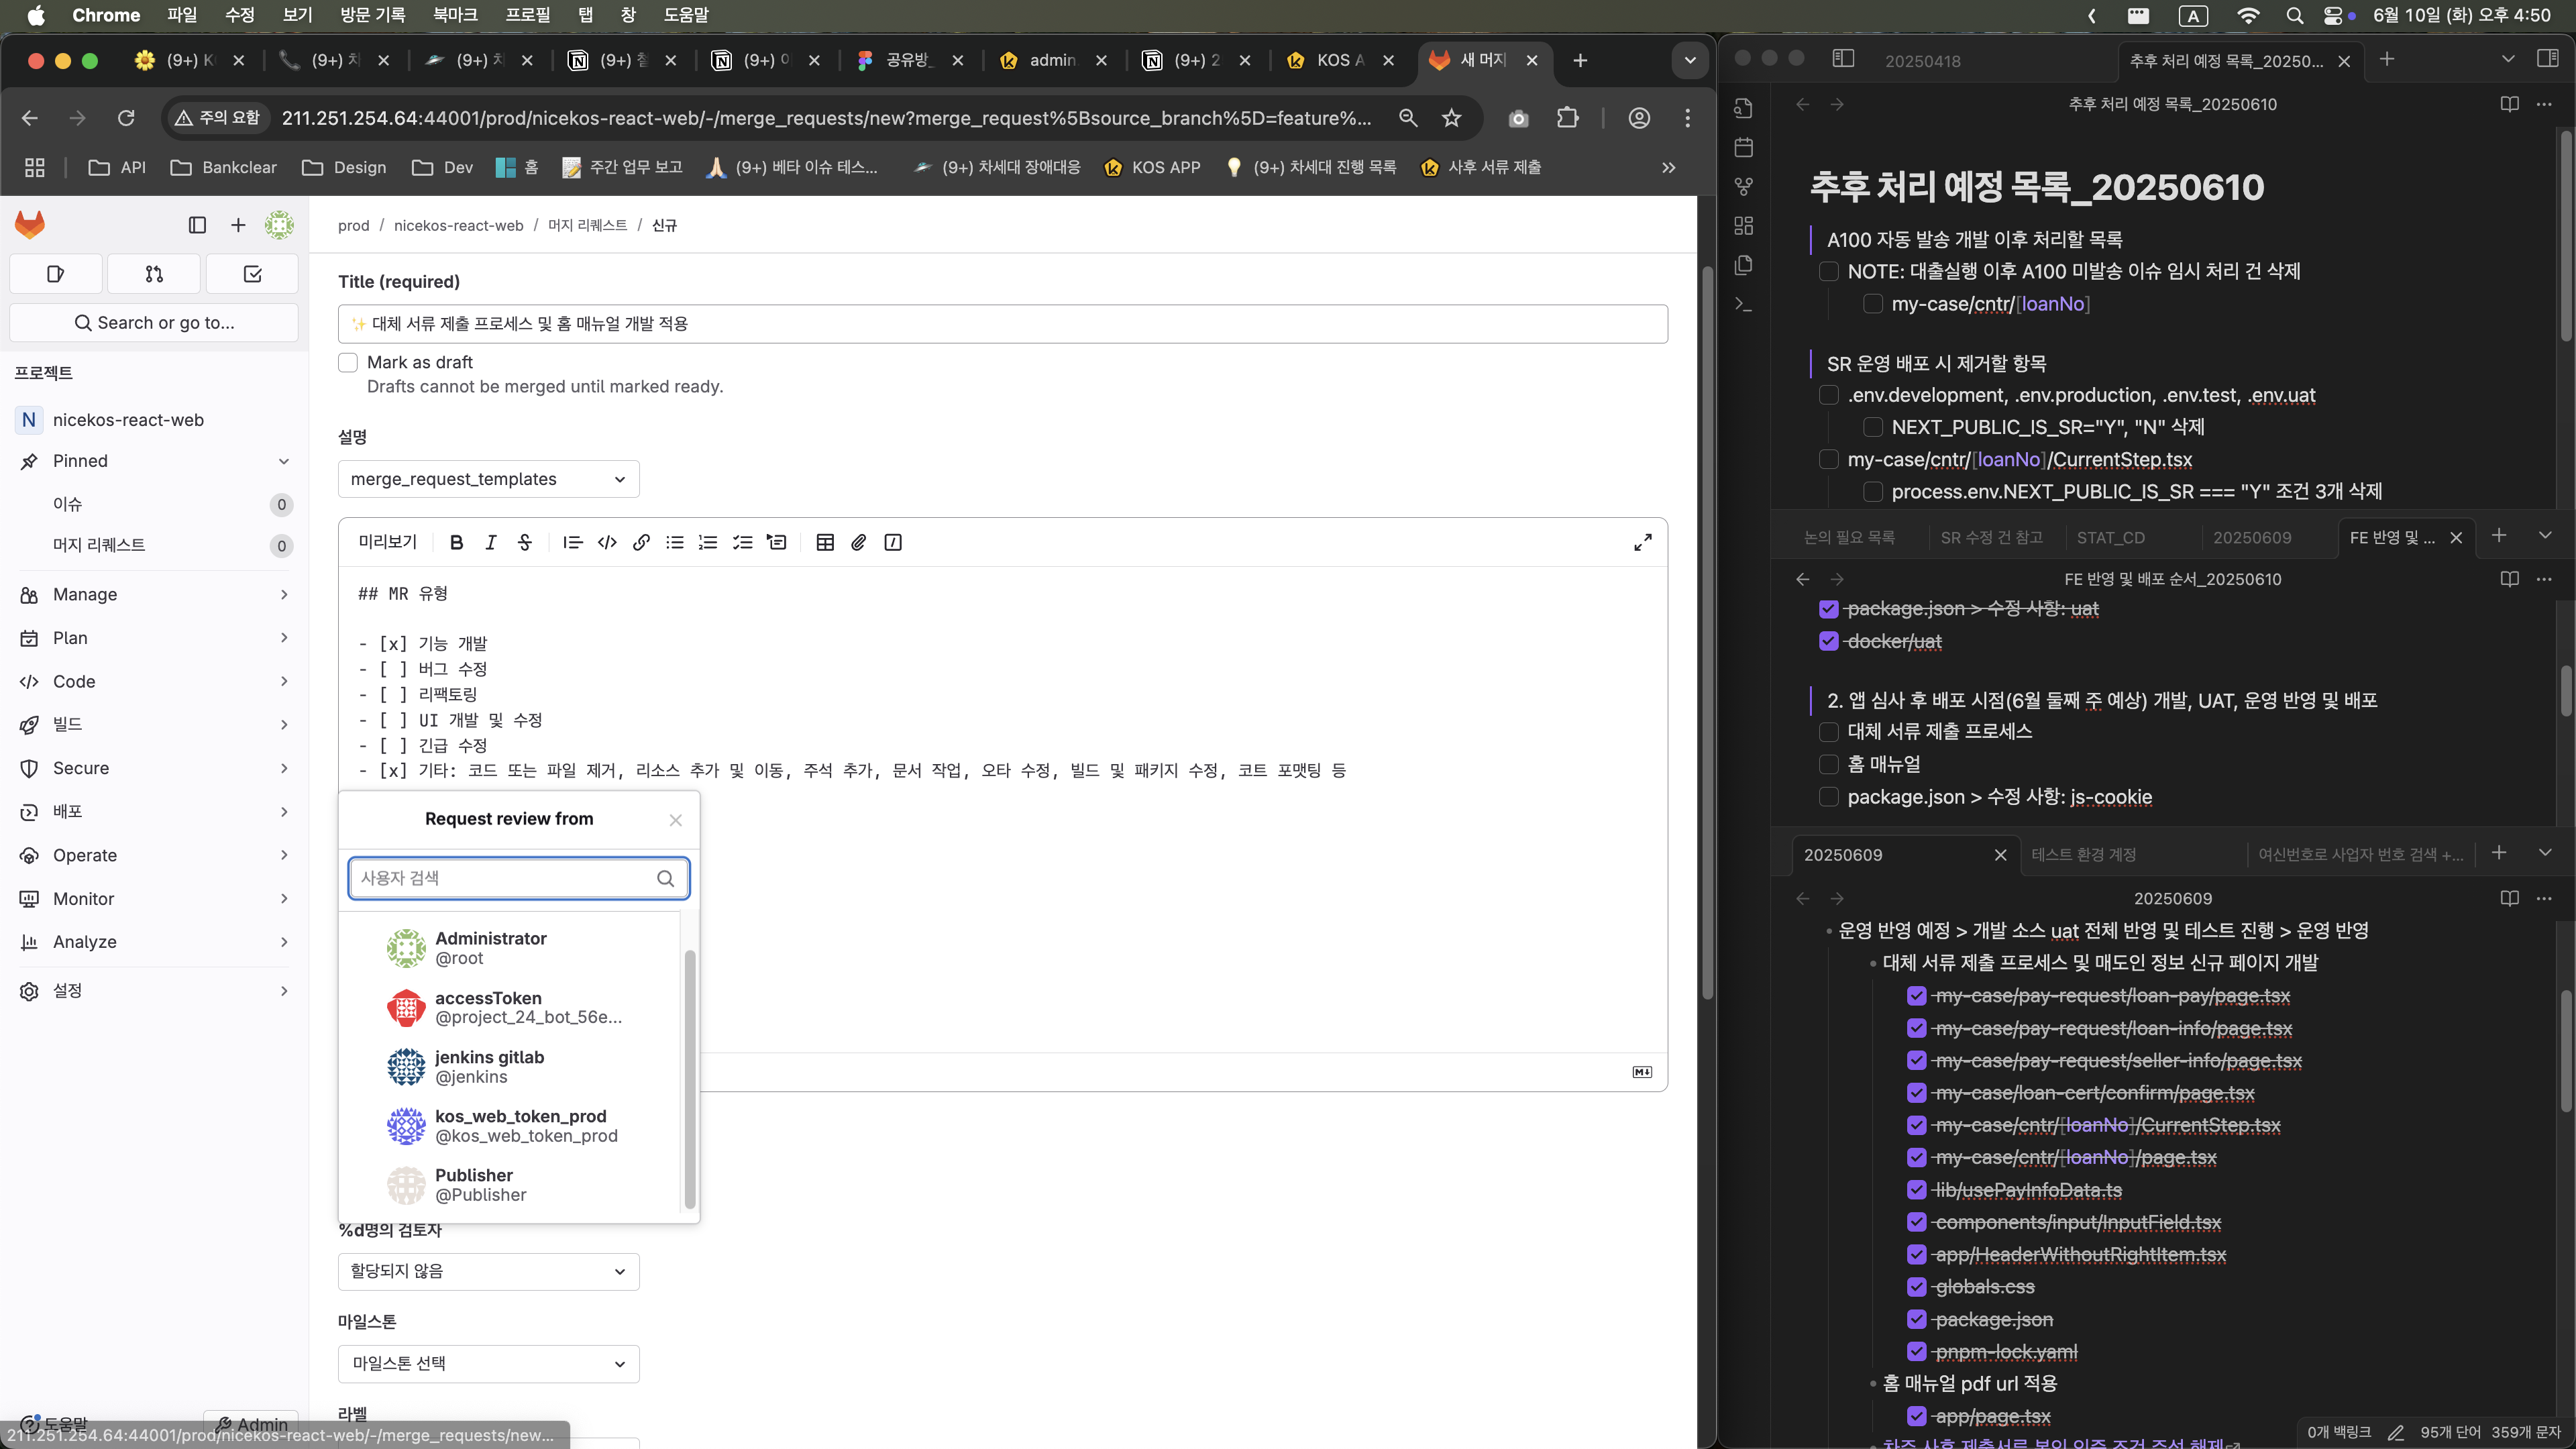 Chrome 파일 수정 보기 방문 기록 북마크 프로필 탭 창 도움말
A 6월 10일 (화) 오후 4:50
(9+) K (9+) 차 (9+) 차 (9+) (9+) 공유방_ admin (9+) 2 KOS A 새 머지
주의 요함 211.251.254.64:44001/prod/nicekos-react-web/-/merge_requests/new?merge_request%5Bsource_branch%5D=feature%...
API Bankclear Design Dev 홈 주간 업무 보고 (9+) 베타 이슈 테스... (9+) 차세대 장애대응 KOS APP (9+) 차세대 진행 목록 사후 서류 제출
Search or go to...
프로젝트
N nicekos-react-web
Pinned
이슈 0
머지 리퀘스트 0
Manage
Plan
Code
빌드
Secure
배포
Operate
Monitor
Analyze
설정
도움말 Admin
211.251.254.64:44001/prod/nicekos-react-web/-/merge_requests/new...
prod / nicekos-react-web / 머지 리퀘스트 / 신규
Title (required)
✨ 대체 서류 제출 프로세스 및 홈 매뉴얼 개발 적용
Mark as draft
Drafts cannot be merged until marked ready.
설명
merge_request_templates
미리보기 B I S
## MR 유형
- [x] 기능 개발
- [ ] 버그 수정
- [ ] 리팩토링
- [ ] UI 개발 및 수정
- [ ] 긴급 수정
- [x] 기타: 코드 또는 파일 제거, 리소스 추가 및 이동, 주석 추가, 문서 작업, 오타 수정, 빌드 및 패키지 수정, 코트 포맷팅 등
Request review from
사용자 검색
Administrator
@root
accessToken
@project_24_bot_56e...
jenkins gitlab
@jenkins
kos_web_token_prod
@kos_web_token_prod
Publisher
@Publisher
%d명의 검토자
할당되지 않음
마일스톤
마일스톤 선택
라벨
20250418 추후 처리 예정 목록_20250...
추후 처리 예정 목록_20250610
추후 처리 예정 목록_20250610
A100 자동 발송 개발 이후 처리할 목록
NOTE: 대출실행 이후 A100 미발송 이슈 임시 처리 건 삭제
my-case/cntr/[loanNo]
SR 운영 배포 시 제거할 항목
.env.development, .env.production, .env.test, .env.uat
NEXT_PUBLIC_IS_SR="Y", "N" 삭제
my-case/cntr/[loanNo]/CurrentStep.tsx
process.env.NEXT_PUBLIC_IS_SR === "Y" 조건 3개 삭제
논의 필요 목록 SR 수정 건 참고 STAT_CD 20250609 FE 반영 및 ...
FE 반영 및 배포 순서_20250610
package.json > 수정 사항: uat
docker/uat
2. 앱 심사 후 배포 시점(6월 둘째 주 예상) 개발, UAT, 운영 반영 및 배포
대체 서류 제출 프로세스
홈 매뉴얼
package.json > 수정 사항: js-cookie
20250609 테스트 환경 계정 여신번호로 사업자 번호 검색 +...
20250609
운영 반영 예정 > 개발 소스 uat 전체 반영 및 테스트 진행 > 운영 반영
대체 서류 제출 프로세스 및 매도인 정보 신규 페이지 개발
my-case/pay-request/loan-pay/page.tsx
my-case/pay-request/loan-info/page.tsx
my-case/pay-request/seller-info/page.tsx
my-case/loan-cert/confirm/page.tsx
my-case/cntr/[loanNo]/CurrentStep.tsx
my-case/cntr/[loanNo]/page.tsx
lib/usePayInfoData.ts
components/input/InputField.tsx
app/HeaderWithoutRightItem.tsx
globals.css
package.json
pnpm-lock.yaml
홈 매뉴얼 pdf url 적용
app/page.tsx
차주 사후 제출서류 본인 인증 조건 주석 해제
0개 백링크 95개 단어 359개 문자